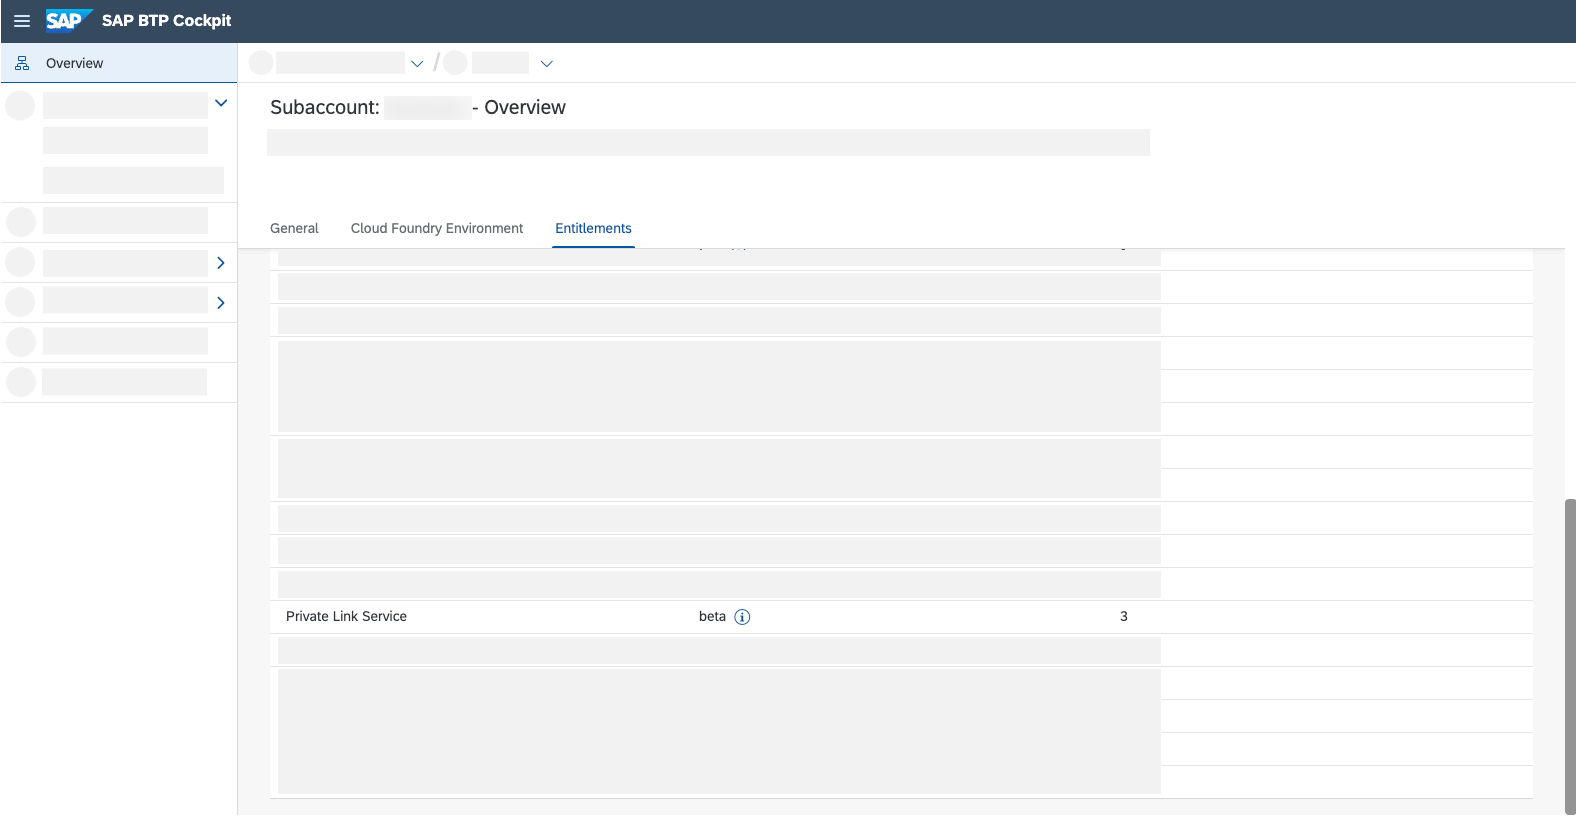 SAP SAP BTP Cockpit
Overview
/
Subaccount: - Overview
General Cloud Foundry Environment Entitlements
Private Link Service beta i 3